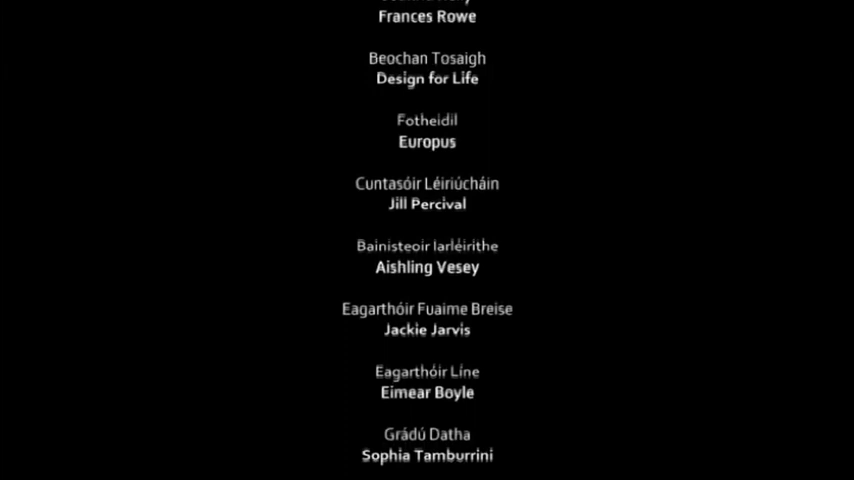 Frances Rowe
Beochan Tosaigh
Design for Life
Fotheidil
Europus
Cuntasóir Léiriúcháin
Jill Percival
Bainisteoir Iarléirithe
Aishling Vesey
Eagarthóir Fuaime Breise
Jackie Jarvis
Eagarthóir Líne
Eimear Boyle
Grádú Datha
Sophia Tamburrini